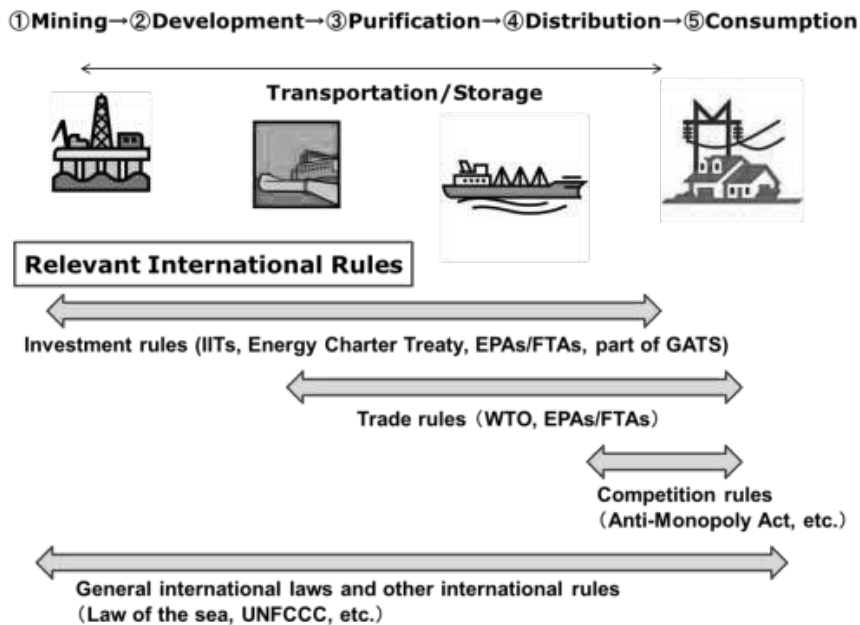 ①Mining→②Development→③Purification→④Distribution→⑤Consumption
Transportation/Storage
Relevant International Rules
Investment rules (IITs, Energy Charter Treaty, EPAs/FTAs, part of GATS)
Trade rules（WTO, EPAs/FTAs）
Competition rules
（Anti-Monopoly Act, etc.）
General international laws and other international rules
（Law of the sea, UNFCCC, etc.）